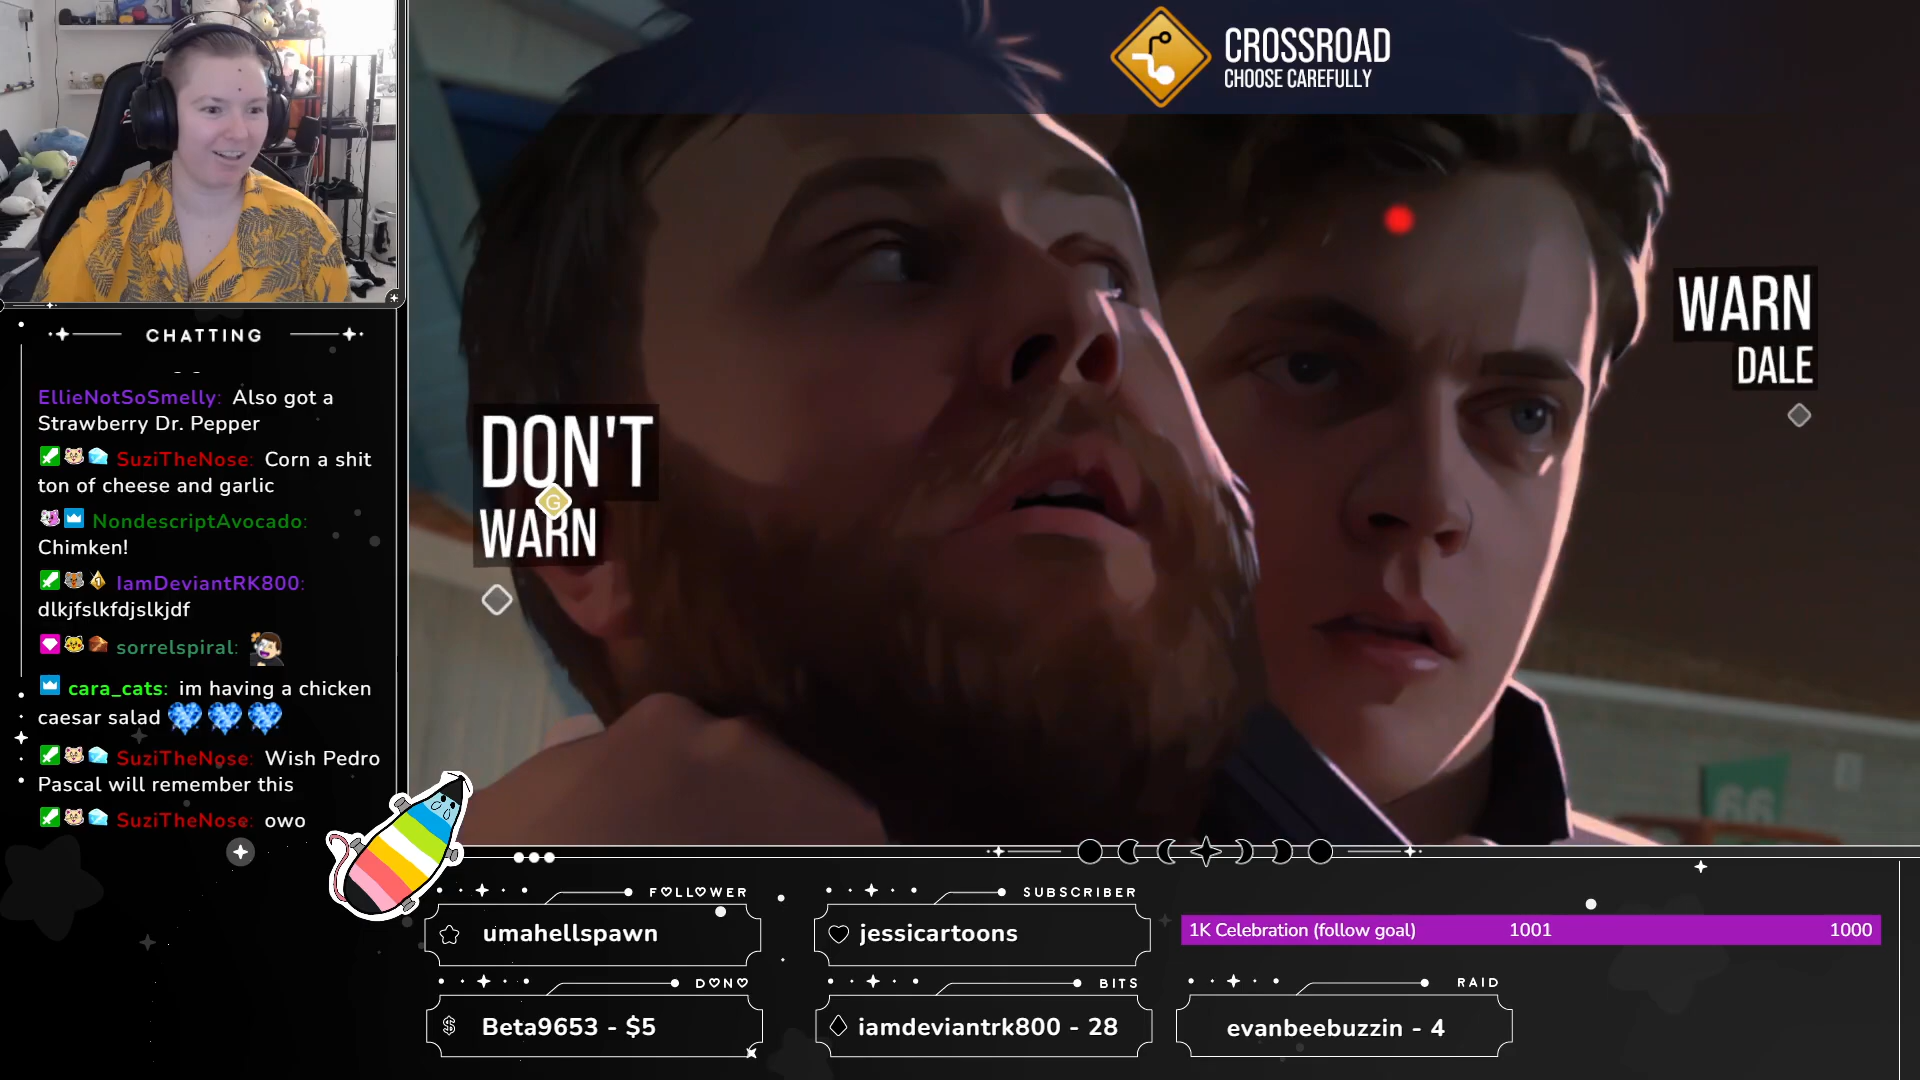 CROSSROAD
CHOOSE CAREFULLY
WARN
DALE
DON'T
WARN
G
CHATTING
EllieNotSoSmelly: Also got a
Strawberry Dr. Pepper
SuziTheNose: Corn a shit
ton of cheese and garlic
NondescriptAvocado:
Chimken!
IamDeviantRK800:
dlkjfslkfdjslkjdf
sorrelspiral:
cara_cats: im having a chicken
caesar salad
SuziTheNose: Wish Pedro
Pascal will remember this
SuziTheNose: owo
66
FOLLOWER
umahellspawn
SUBSCRIBER
jessicartoons
1K Celebration (follow goal) 1001 1000
DONO
Beta9653 - $5
BITS
iamdeviantrk800 - 28
RAID
evanbeebuzzin - 4